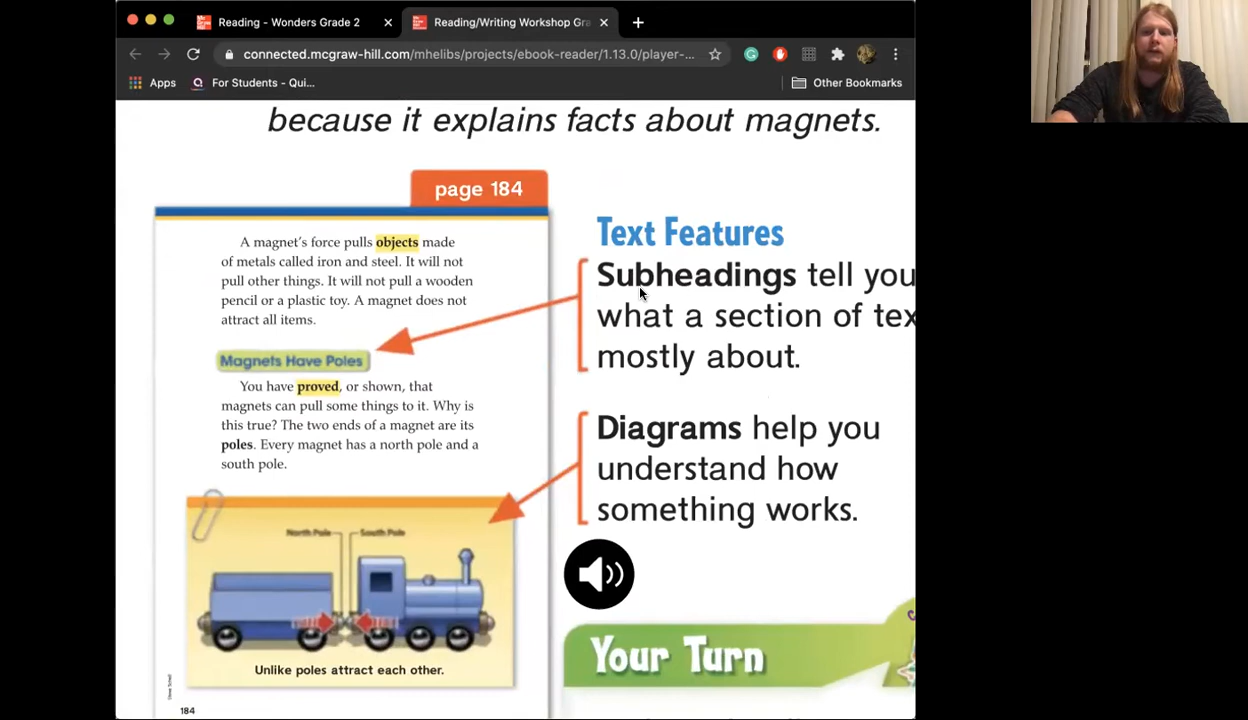 Reading - Wonders Grade 2
Reading/Writing Workshop Gra
connected.mcgraw-hill.com/mhelibs/projects/ebook-reader/1.13.0/player-...
Apps
For Students - Qui...
Other Bookmarks
because it explains facts about magnets.
page 184
A magnet's force pulls objects made
of metals called iron and steel. It will not
pull other things. It will not pull a wooden
pencil or a plastic toy. A magnet does not
attract all items.
Magnets Have Poles
You have proved, or shown, that
magnets can pull some things to it. Why is
this true? The two ends of a magnet are its
poles. Every magnet has a north pole and a
south pole.
North Pole
South Pole
Unlike poles attract each other.
184
Text Features
Subheadings tell you
what a section of tex
mostly about.
Diagrams help you
understand how
something works.
Your Turn